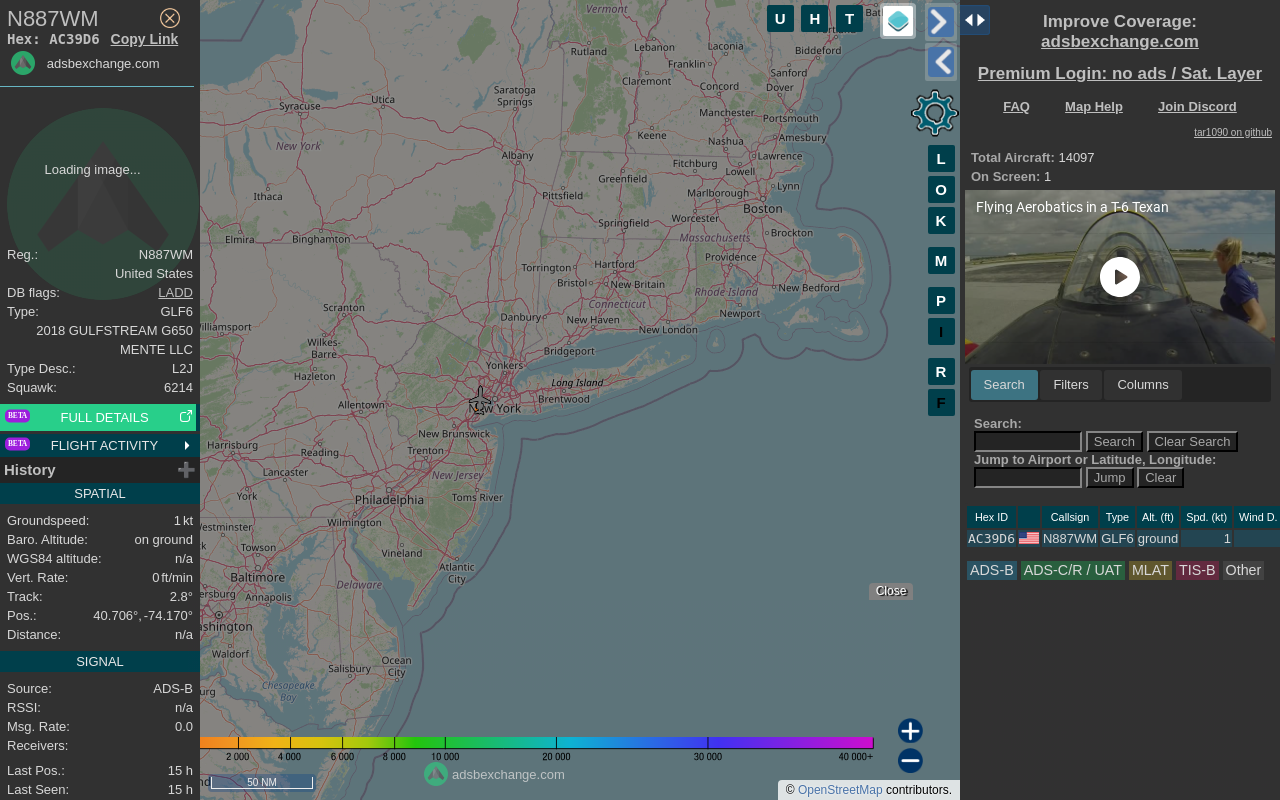 N887WM
Hex: AC39D6 Copy Link
adsbexchange.com
Loading image...
Reg.: N887WM
United States
DB flags: LADD
Type: GLF6
2018 GULFSTREAM G650
MENTE LLC
Type Desc.: L2J
Squawk: 6214
BETA FULL DETAILS
BETA FLIGHT ACTIVITY
History
SPATIAL
Groundspeed: 1 kt
Baro. Altitude: on ground
WGS84 altitude: n/a
Vert. Rate: 0 ft/min
Track: 2.8°
Pos.: 40.706°, -74.170°
Distance: n/a
SIGNAL
Source: ADS-B
RSSI: n/a
Msg. Rate: 0.0
Receivers:
Last Pos.: 15 h
Last Seen: 15 h
U H T
L
O
K
M
P
I
R
F
Vermont
Rutland
Lebanon
Laconia
Biddeford
Franklin
Sanford
Claremont
Concord
Dover
Saratoga
Springs
Syracuse
Utica
Manchester
Portsmouth
Keene
Nashua
Amesbury
New York
Albany
Fitchburg
Lawrence
Lowell
Greenfield
Ithaca
Pittsfield
Marlborough
Lynn
Boston
Springfield
Worcester
Elmira
Binghamton
Massachusetts
Brockton
Torrington
Hartford
Providence
Bristol
New Britain
Rhode Island
New Bedford
Scranton
Connecticut
Danbury
New Haven
Newport
New London
Wilkes-
Barre
Bridgeport
Yonkers
Hazleton
Long Island
Brentwood
Allentown
New York
New Brunswick
Harrisburg
Reading
Trenton
Lancaster
New Jersey
York
Philadelphia
Toms River
Wilmington
Towson
Vineland
Atlantic
City
Baltimore
Delaware
Annapolis
Waldorf
Salisbury
Ocean
City
Chesapeake
Bay
Close
2 000 4 000 6 000 8 000 10 000 20 000 30 000 40 000+
adsbexchange.com
50 NM
© OpenStreetMap contributors.
Improve Coverage:
adsbexchange.com
Premium Login: no ads / Sat. Layer
FAQ Map Help Join Discord
tar1090 on github
Total Aircraft: 14097
On Screen: 1
Flying Aerobatics in a T-6 Texan
Search Filters Columns
Search:
Search Clear Search
Jump to Airport or Latitude, Longitude:
Jump Clear
Hex ID Callsign Type Alt. (ft) Spd. (kt) Wind D.
AC39D6 N887WM GLF6 ground 1
ADS-B ADS-C/R / UAT MLAT TIS-B Other